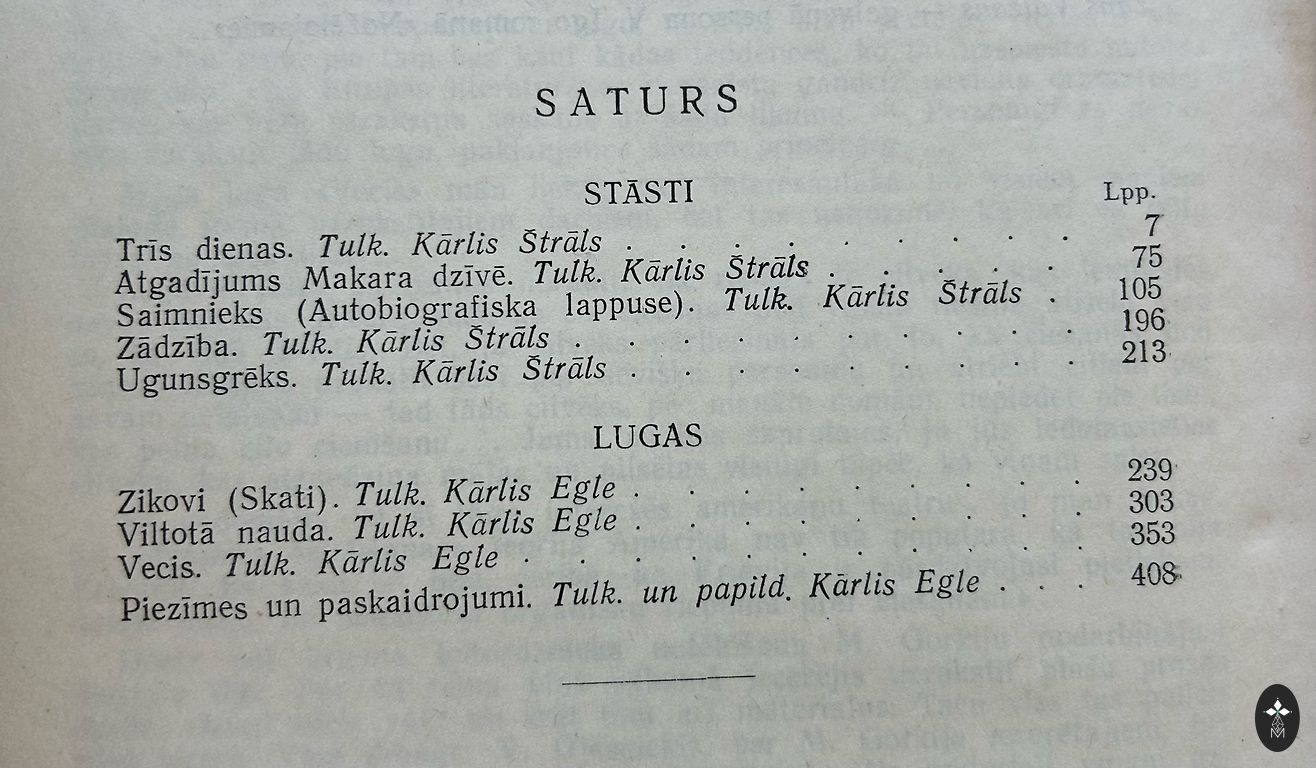 SATURS
STĀSTI Lpp.
Trīs dienas. Tulk. Kārlis Štrāls . . . . . . . . . 7
Atgadījums Makara dzīvē. Tulk. Kārlis Štrāls . . . . . 75
Saimnieks (Autobiografiska lappuse). Tulk. Kārlis Štrāls . 105
Zādzība. Tulk. Kārlis Štrāls . . . . . . . . . . 196
Ugunsgrēks. Tulk. Kārlis Štrāls . . . . . . . . . 213
LUGAS
Zikovi (Skati). Tulk. Kārlis Egle . . . . . . . . . 239
Viltotā nauda. Tulk. Kārlis Egle . . . . . . . . . 303
Vecis. Tulk. Kārlis Egle . . . . . . . . . . . 353
Piezīmes un paskaidrojumi. Tulk. un papild. Kārlis Egle . . . 408